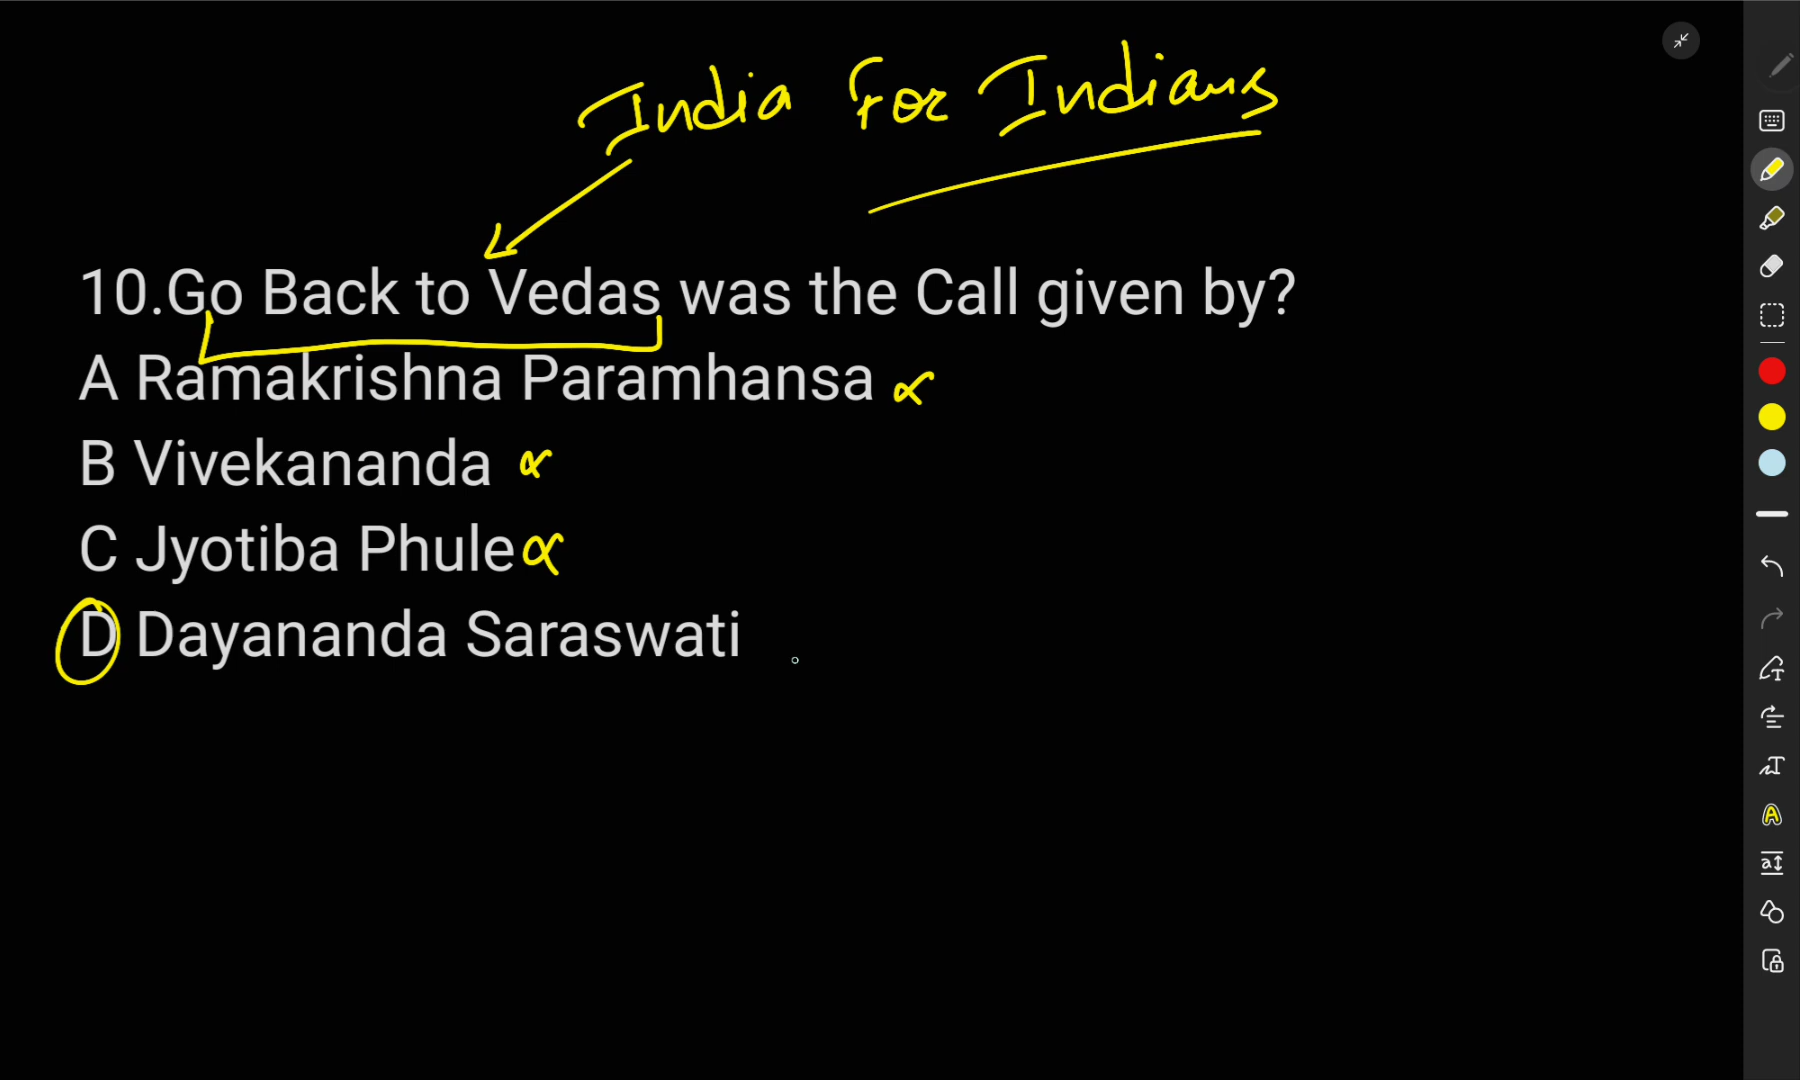 India For Indians
10.Go Back to Vedas was the Call given by?
A Ramakrishna Paramhansa
B Vivekananda
C Jyotiba Phule
D Dayananda Saraswati